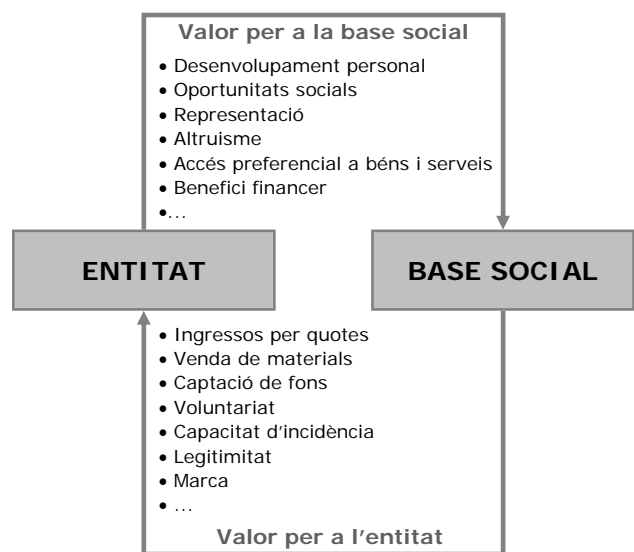 Valor per a la base social
• Desenvolupament personal
• Oportunitats socials
• Representació
• Altruisme
• Accés preferencial a béns i serveis
• Benefici financer
•...
ENTITAT
BASE SOCIAL
• Ingressos per quotes
• Venda de materials
• Captació de fons
• Voluntariat
• Capacitat d'incidència
• Legitimitat
• Marca
• ...
Valor per a l'entitat